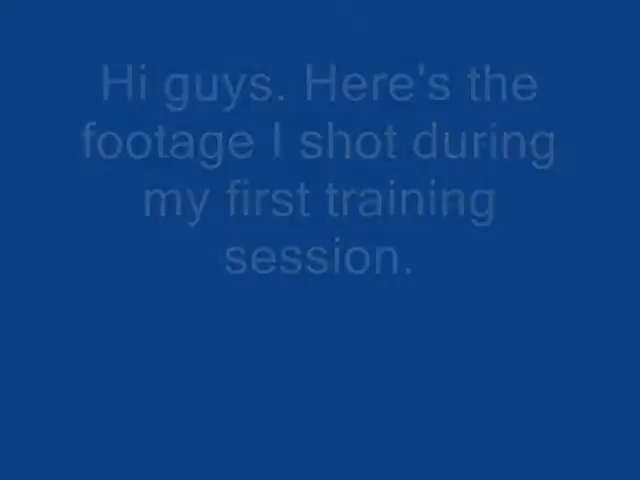 Hi guys. Here's the
footage I shot during
my first training
session.